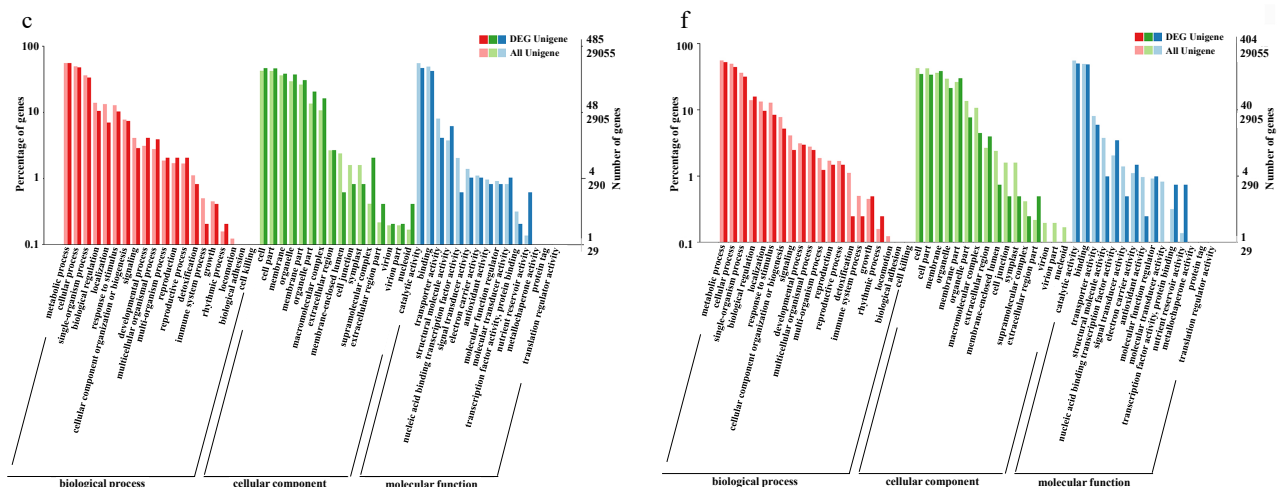 c
DEG Unigene
All Unigene
Percentage of genes
100
10
1
0.1
485
29055
48
2905
4
290
1
29
Number of genes
metabolic process
cellular process
single-organism process
biological regulation
localization
response to stimulus
cellular component organization or biogenesis
signaling
developmental process
multicellular organismal process
multi-organism process
reproduction
reproductive process
detoxification
immune system process
growth
rhythmic process
locomotion
biological adhesion
cell killing
cell
cell part
membrane
organelle
membrane part
organelle part
macromolecular complex
extracellular region
membrane-enclosed lumen
cell junction
symplast
supramolecular complex
extracellular region part
virion
virion part
nucleoid
catalytic activity
binding
transporter activity
structural molecule activity
nucleic acid binding transcription factor activity
signal transducer activity
electron carrier activity
antioxidant activity
molecular function regulator
molecular transducer activity
transcription factor activity, protein binding
nutrient reservoir activity
metallochaperone activity
protein tag
translation regulator activity
biological process
cellular component
molecular function
f
DEG Unigene
All Unigene
Percentage of genes
100
10
1
0.1
404
29055
40
2905
4
290
1
29
Number of genes
metabolic process
cellular process
single-organism process
biological regulation
localization
response to stimulus
cellular component organization or biogenesis
signaling
developmental process
multicellular organismal process
multi-organism process
reproduction
reproductive process
detoxification
immune system process
growth
rhythmic process
locomotion
biological adhesion
cell killing
cell
cell part
membrane
organelle
membrane part
organelle part
macromolecular complex
extracellular region
membrane-enclosed lumen
cell junction
symplast
supramolecular complex
extracellular region part
virion
virion part
nucleoid
catalytic activity
binding
transporter activity
structural molecule activity
nucleic acid binding transcription factor activity
signal transducer activity
electron carrier activity
antioxidant activity
molecular function regulator
molecular transducer activity
transcription factor activity, protein binding
nutrient reservoir activity
metallochaperone activity
protein tag
translation regulator activity
biological process
cellular component
molecular function